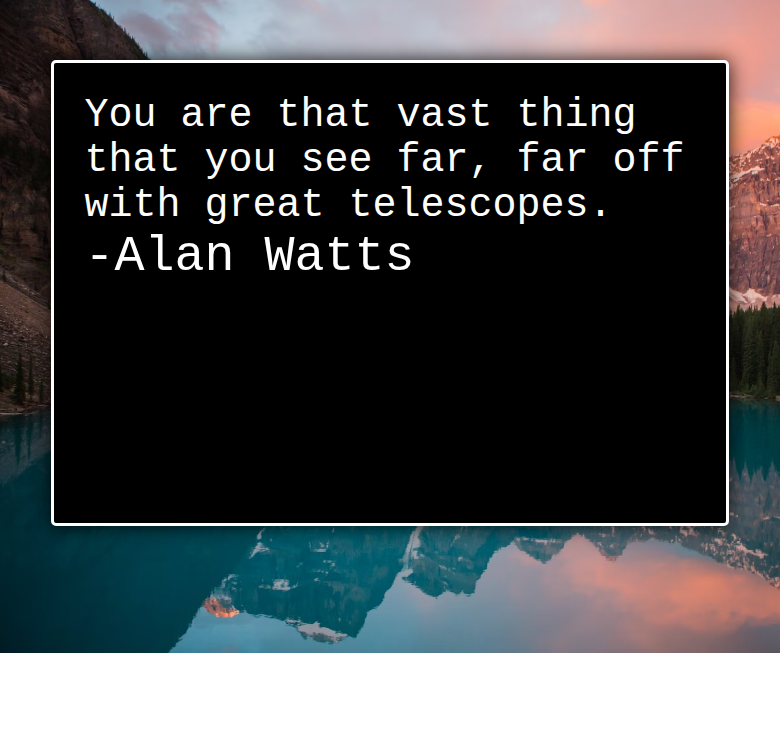 You are that vast thing
that you see far, far off
with great telescopes.
-Alan Watts